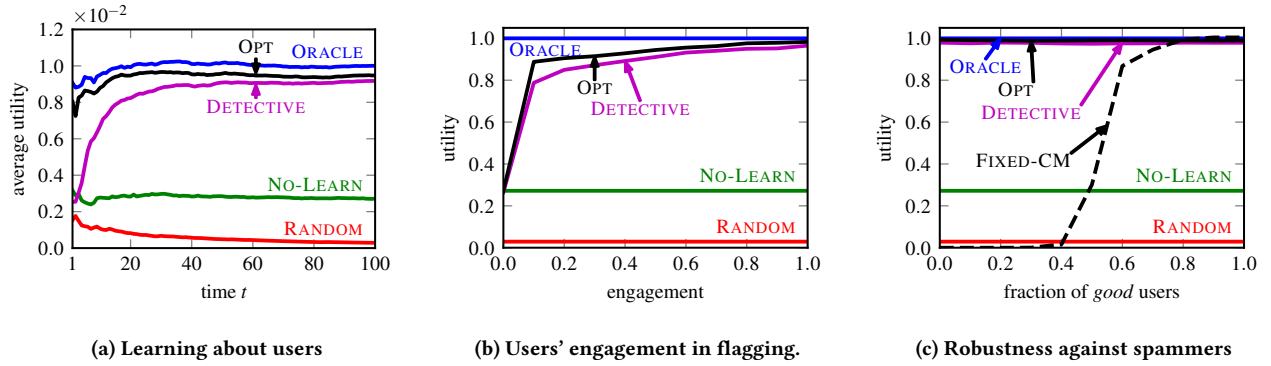 ×10⁻²
1.2
1.0
0.8
0.6
0.4
0.2
0.0
average utility
OPT
ORACLE
DETECTIVE
NO-LEARN
RANDOM
1 20 40 60 80 100
time t
(a) Learning about users
1.0
0.8
0.6
0.4
0.2
0.0
utility
ORACLE
OPT
DETECTIVE
NO-LEARN
RANDOM
0.0 0.2 0.4 0.6 0.8 1.0
engagement
(b) Users' engagement in flagging.
1.0
0.8
0.6
0.4
0.2
0.0
utility
ORACLE
OPT
DETECTIVE
FIXED-CM
NO-LEARN
RANDOM
0.0 0.2 0.4 0.6 0.8 1.0
fraction of good users
(c) Robustness against spammers